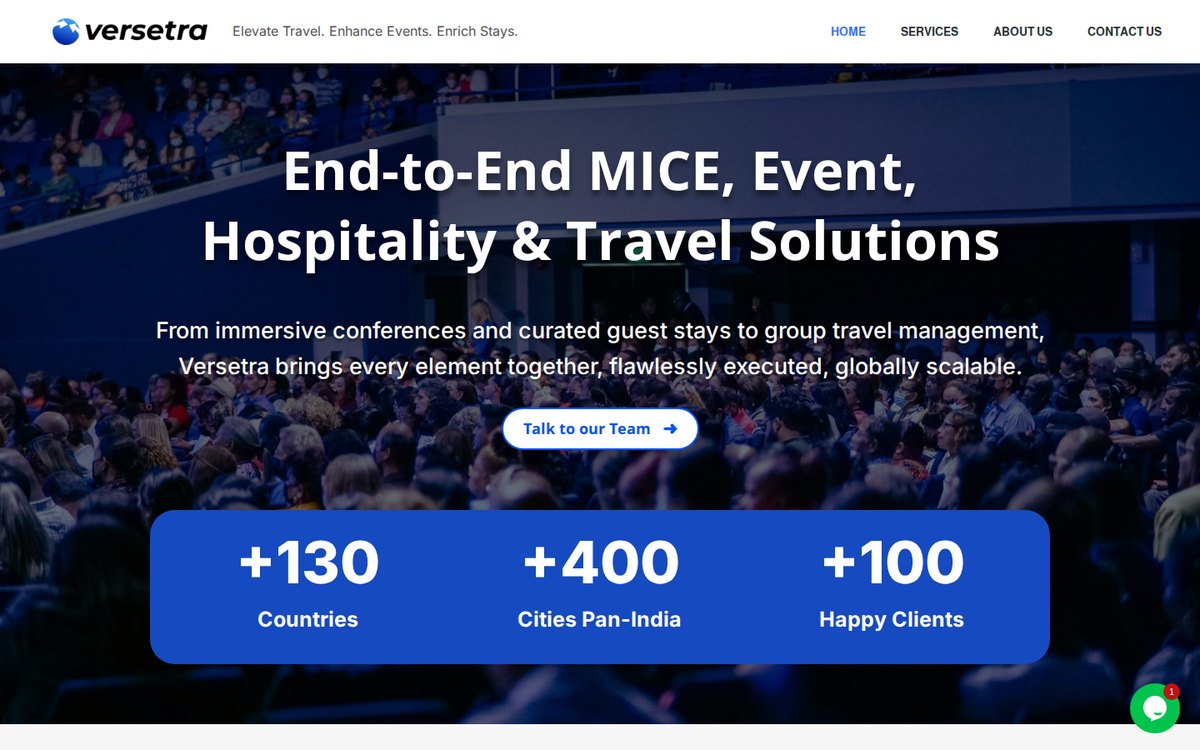 versetra
Elevate Travel. Enhance Events. Enrich Stays.
HOME
SERVICES
ABOUT US
CONTACT US
End-to-End MICE, Event,
Hospitality & Travel Solutions
From immersive conferences and curated guest stays to group travel management,
Versetra brings every element together, flawlessly executed, globally scalable.
Talk to our Team
+130
Countries
+400
Cities Pan-India
+100
Happy Clients
1